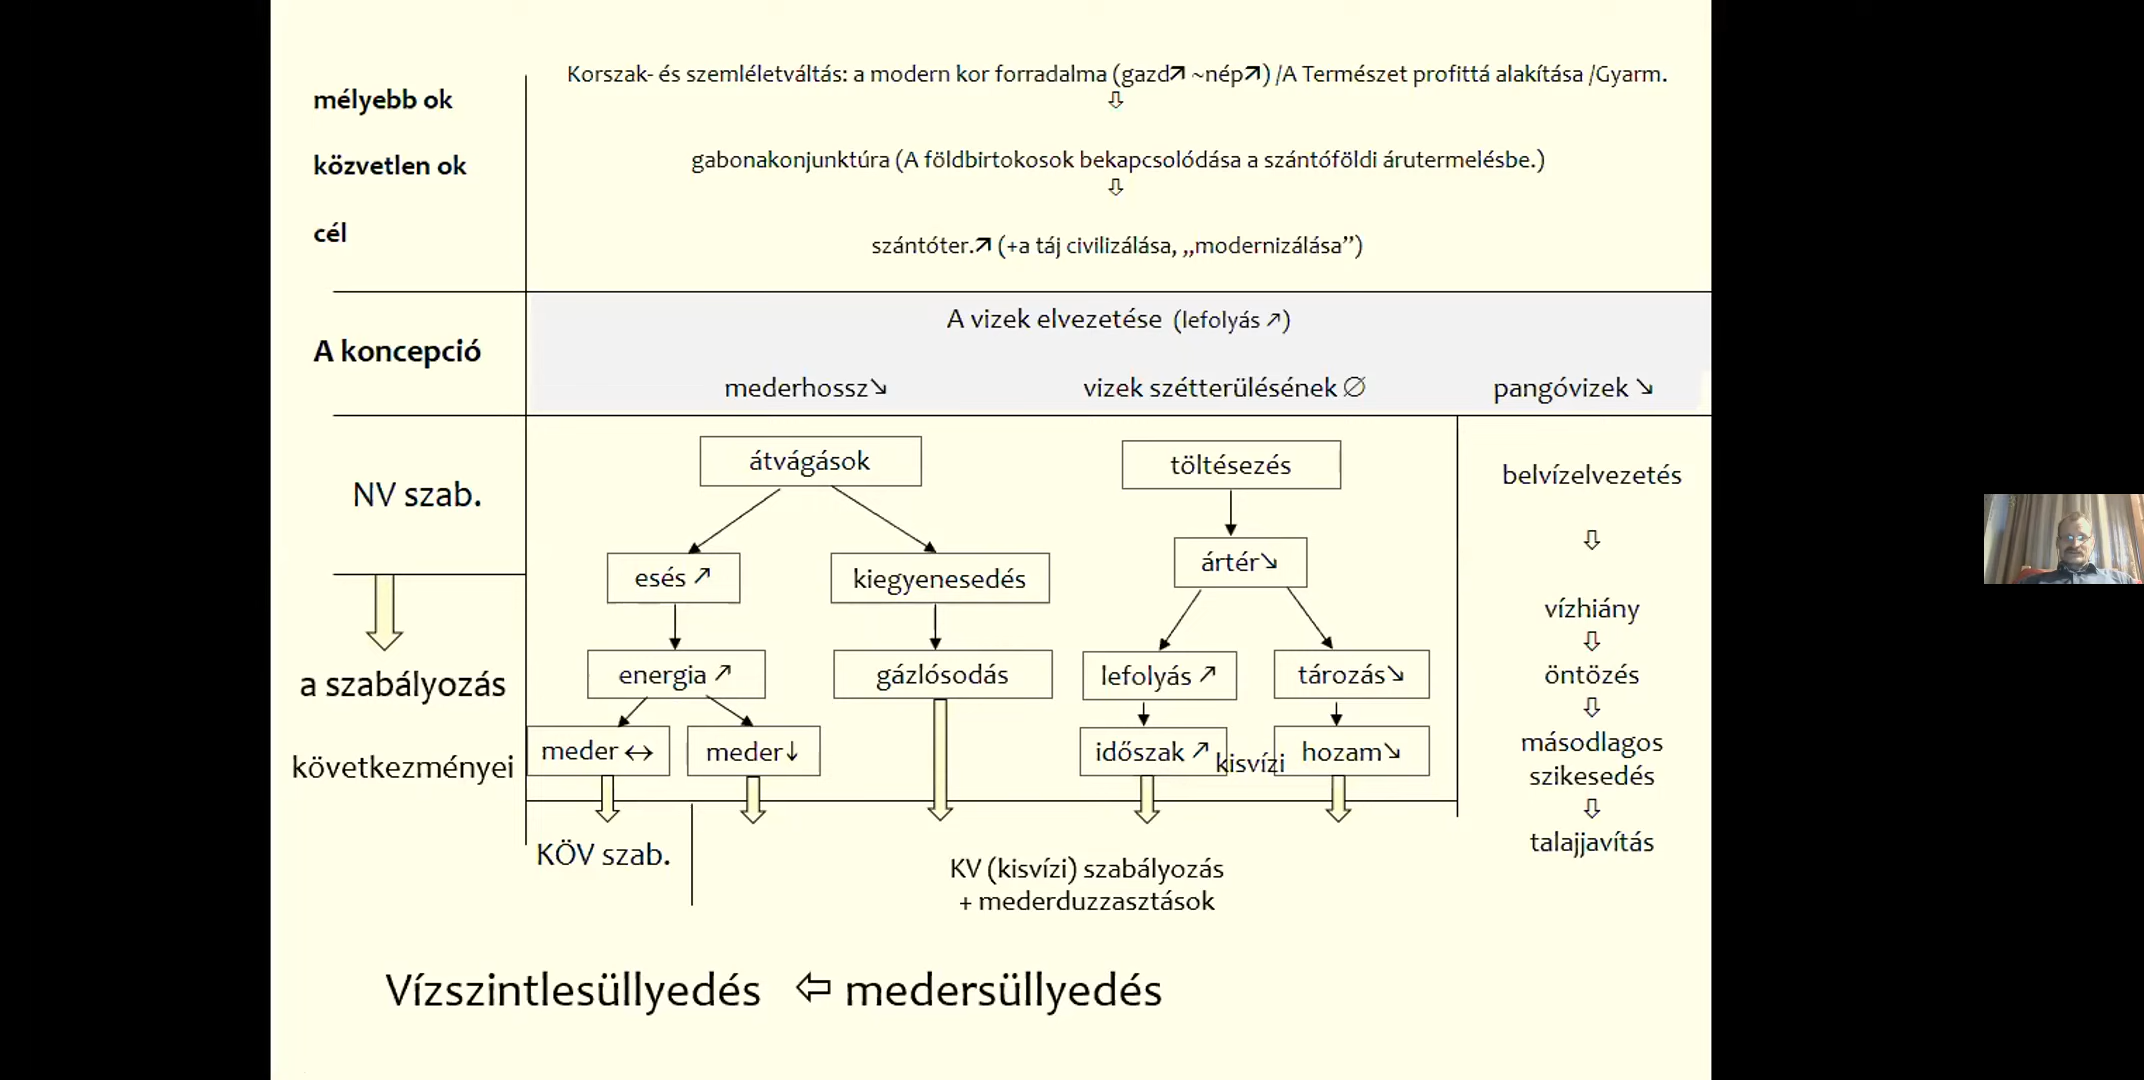 Korszak- és szemléletváltás: a modern kor forradalma (gazd↗ ~nép↗) /A Természet profittá alakítása /Gyarm.
mélyebb ok
⇩
közvetlen ok
gabonakonjunktúra (A földbirtokosok bekapcsolódása a szántóföldi árutermelésbe.)
⇩
cél
szántóter.↗ (+a táj civilizálása, „modernizálása”)
A koncepció
A vizek elvezetése (lefolyás ↗)
mederhossz↘
vizek szétterülésének ∅
pangóvizek ↘
NV szab.
átvágások
töltésezés
belvízelvezetés
⇩
esés ↗
kiegyenesedés
ártér↘
vízhiány
⇩
a szabályozás
energia ↗
gázlósodás
lefolyás ↗
tározás↘
öntözés
⇩
következményei
meder ↔
meder↓
időszak ↗
kisvízi
hozam↘
másodlagos
szikesedés
⇩
talajjavítás
KÖV szab.
KV (kisvízi) szabályozás
+ mederduzzasztások
Vízszintlesüllyedés ⇦ medersüllyedés